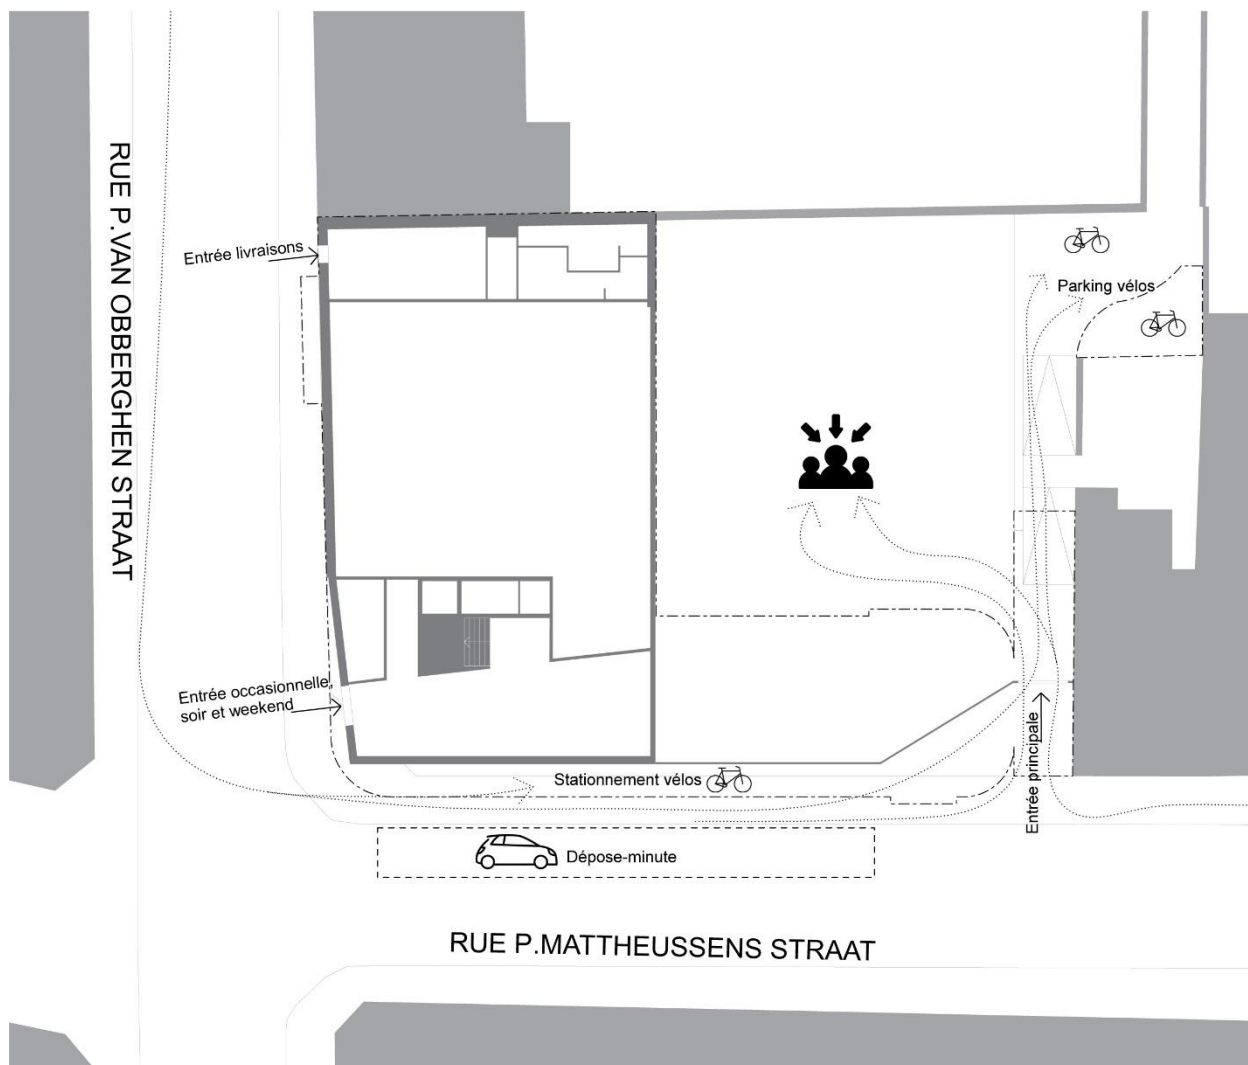 RUE P.VAN OBBERGHEN STRAAT
Entrée livraisons
Parking vélos
Entrée occasionnelle,
soir et weekend
Entrée principale
Stationnement vélos
Dépose-minute
RUE P.MATTHEUSSENS STRAAT